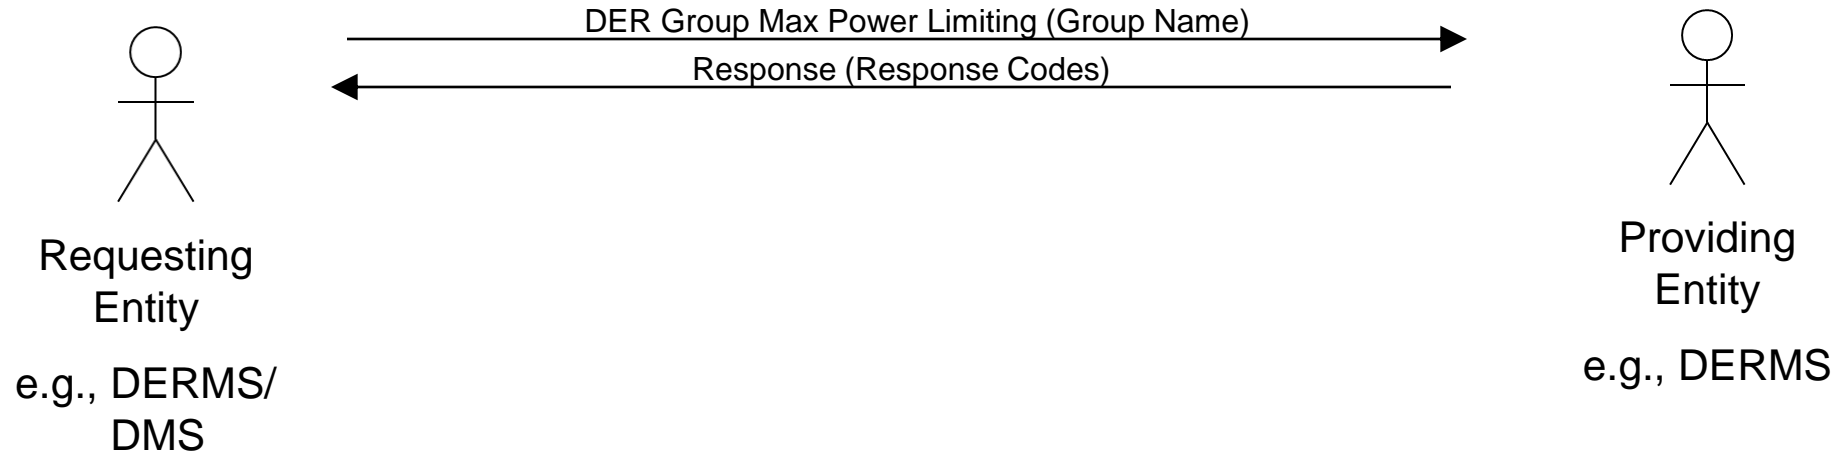 DER Group Max Power Limiting (Group Name)
Response (Response Codes)
Requesting
Entity
e.g., DERMS/
DMS
Providing
Entity
e.g., DERMS